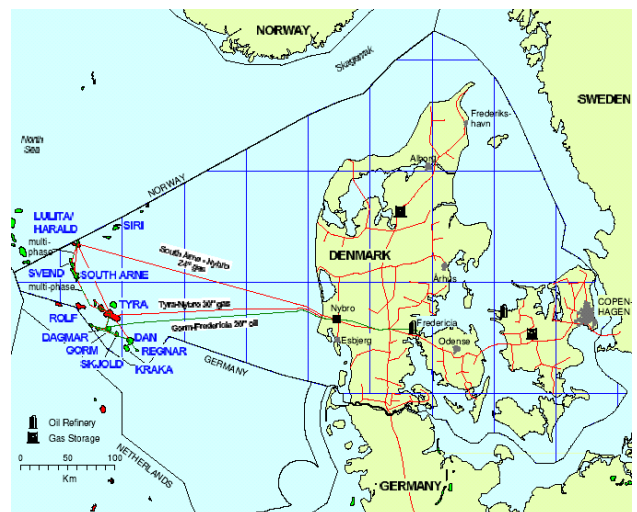 NORWAY
Skagerrak
SWEDEN
North
Sea
Frederiks-
havn
Alborg
NORWAY
LULITA/
HARALD
SIRI
multi-
phase
South Arne - Nybro
24" gas
DENMARK
SVEND
SOUTH ARNE
multi-phase
Århus
TYRA
Tyra-Nybro 30" gas
ROLF
Nybro
COPEN-
HAGEN
Gorm-Fredericia 20" oil
Fredericia
DAGMAR
DAN
Esbjerg
Odense
GORM
REGNAR
SKJOLD
KRAKA
GERMANY
Oil Refinery
Gas Storage
0
50
100
Km
NETHERLANDS
GERMANY